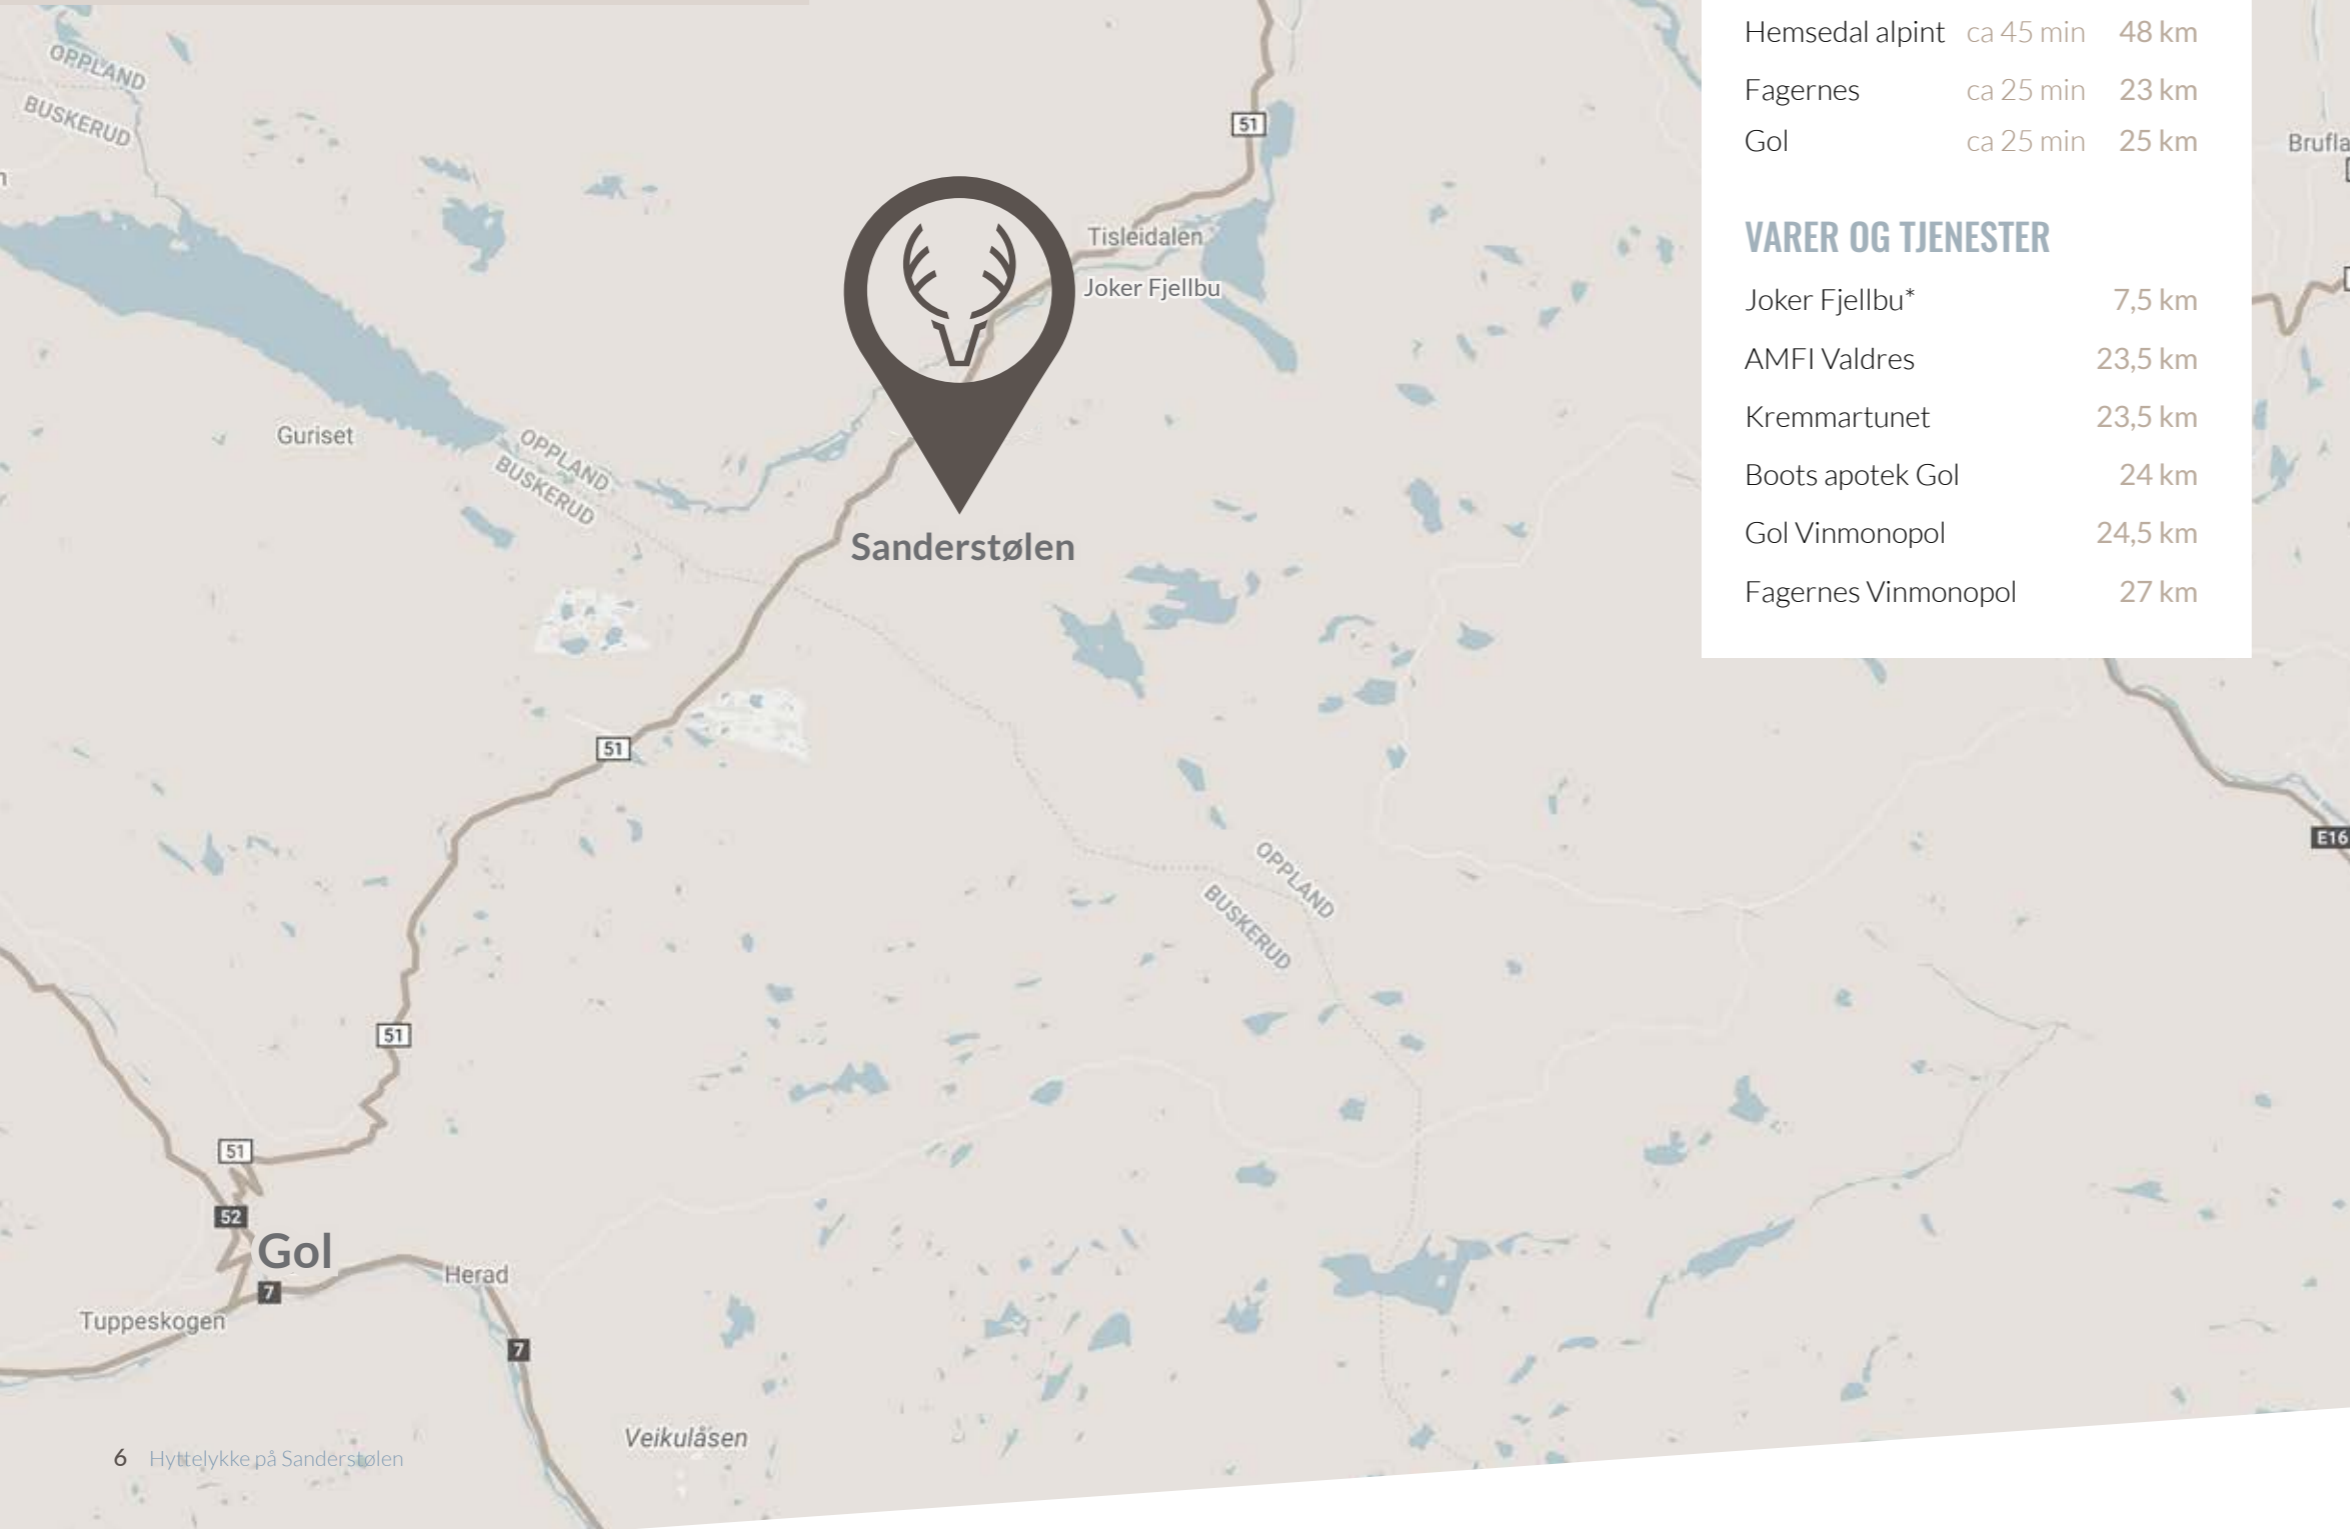 OPPLAND
BUSKERUD
51
Tisleidalen
Joker Fjellbu
Guriset
OPPLAND
BUSKERUD
Sanderstølen
51
OPPLAND
BUSKERUD
51
51
52
Gol
7
Herad
Tuppeskogen
7
Veikulåsen
E16
Hemsedal alpint ca 45 min 48 km
Fagernes ca 25 min 23 km
Gol ca 25 min 25 km
VARER OG TJENESTER
Joker Fjellbu* 7,5 km
AMFI Valdres 23,5 km
Kremmartunet 23,5 km
Boots apotek Gol 24 km
Gol Vinmonopol 24,5 km
Fagernes Vinmonopol 27 km
6 Hyttelykke på Sanderstølen